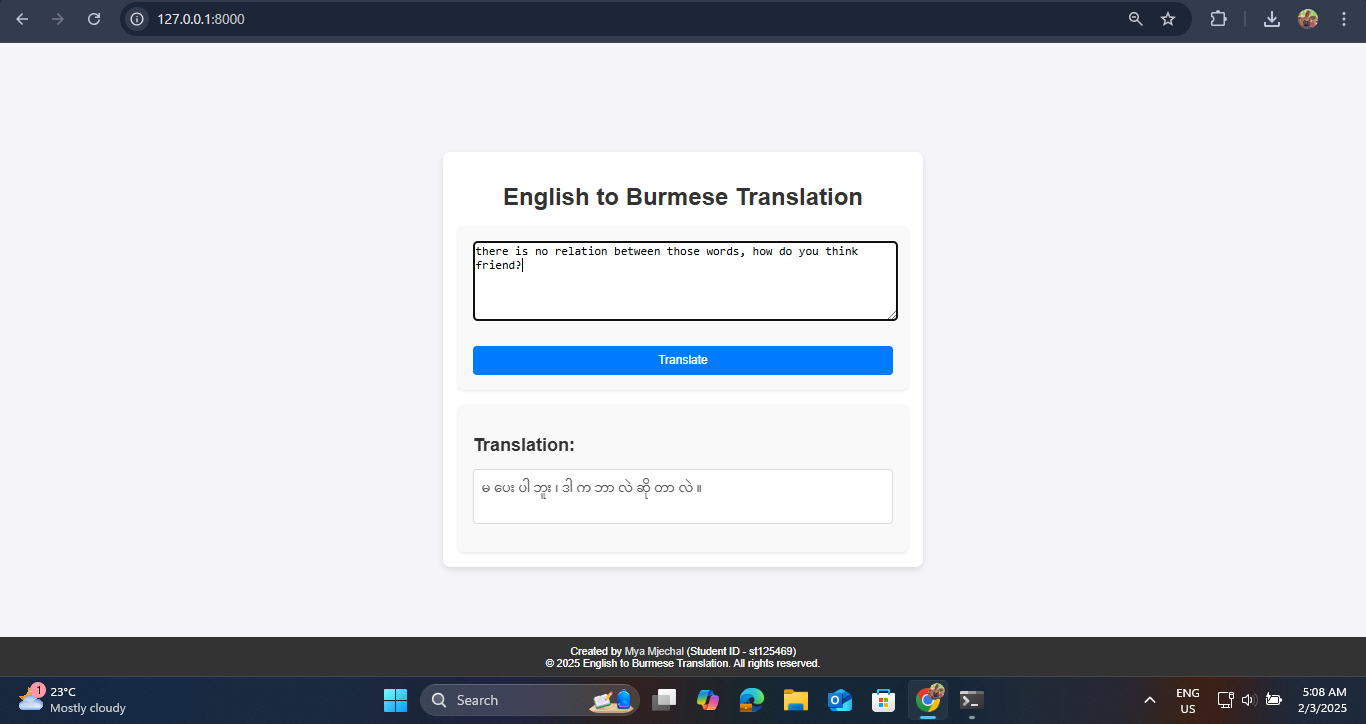 127.0.0.1:8000
English to Burmese Translation
there is no relation between those words, how do you think
friend?
Translate
Translation:
မ ပေး ပါ ဘူး ၊ ဒါ က ဘာ လဲ ဆို တာ လဲ ။
Created by Mya Mjechal (Student ID - st125469)
© 2025 English to Burmese Translation. All rights reserved.
1
23°C
Mostly cloudy
Search
ENG
US
5:08 AM
2/3/2025